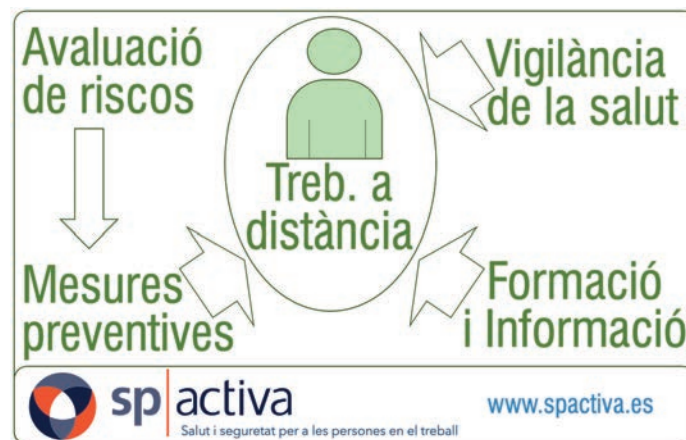 Avaluació
de riscos
Vigilància
de la salut
Treb. a
distància
Mesures
preventives
Formació
i Informació
sp activa
Salut i seguretat per a les persones en el treball
www.spactiva.es